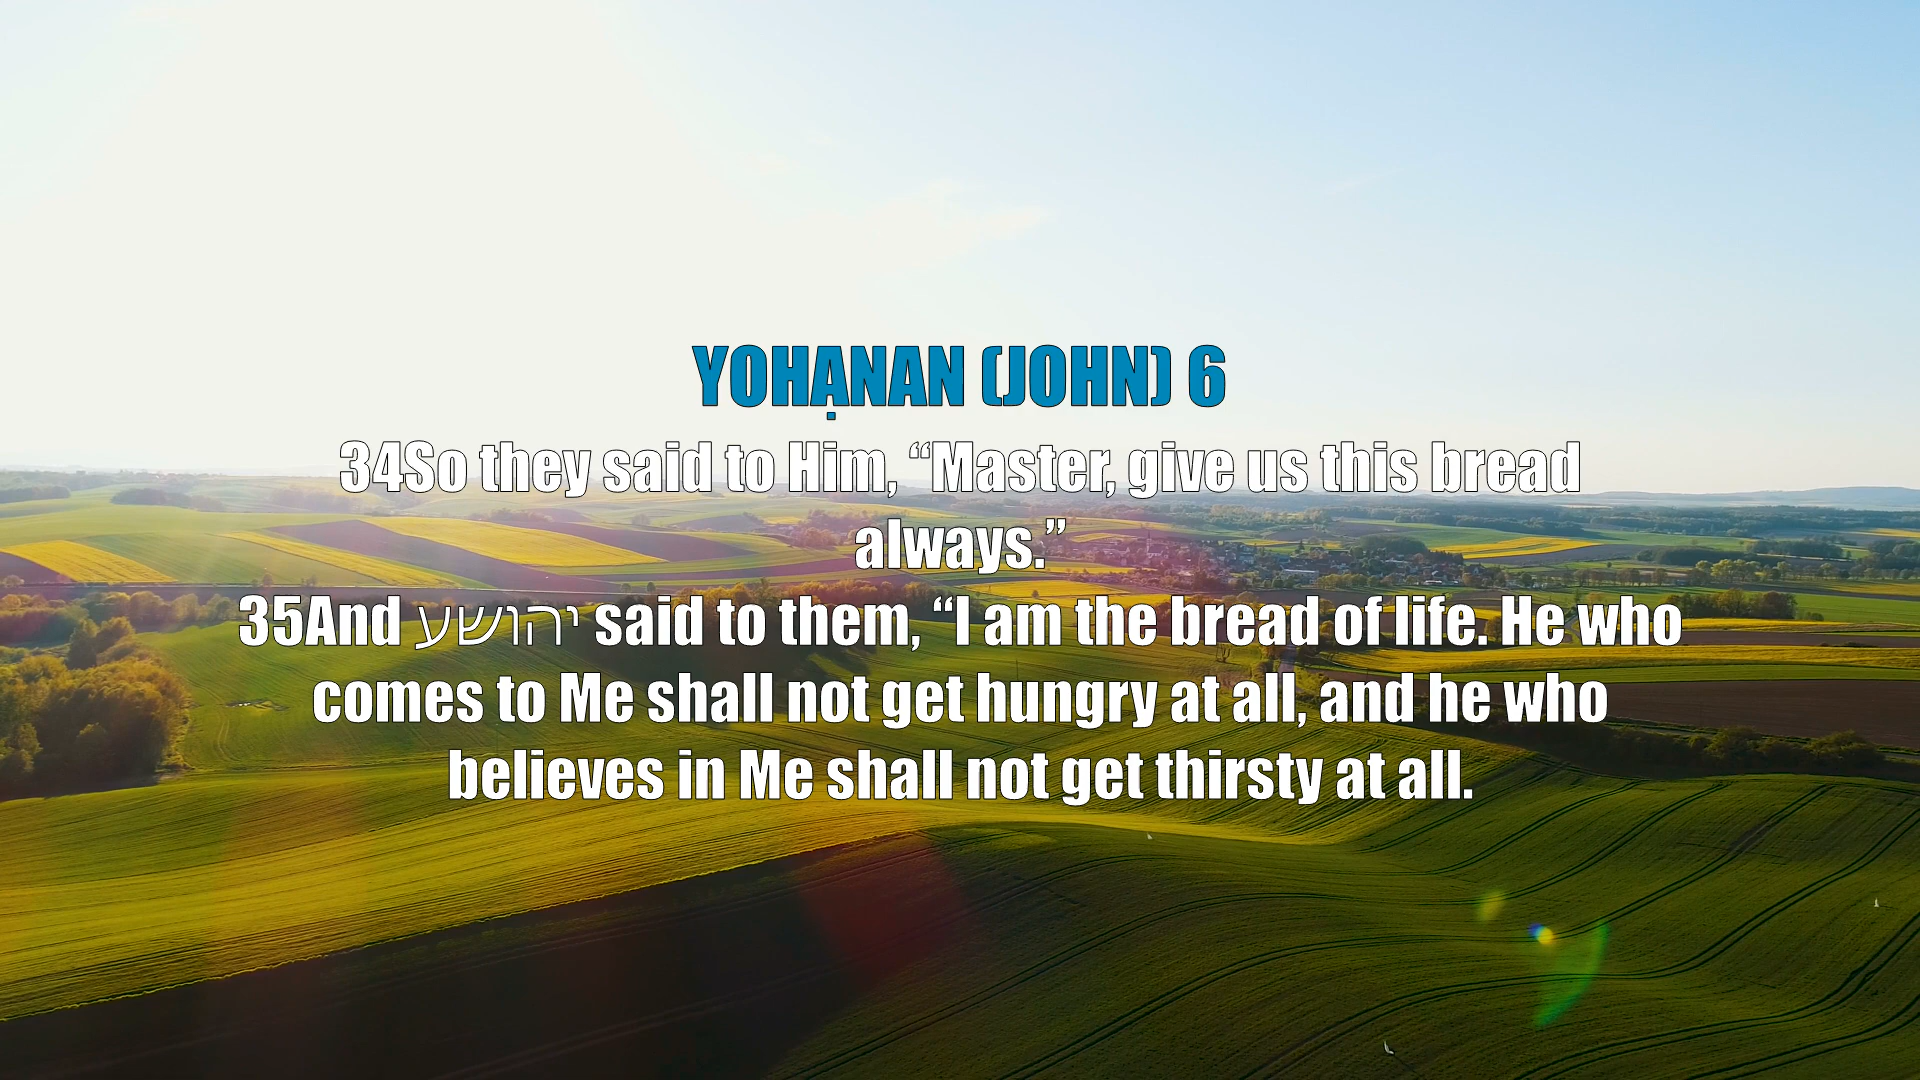 YOHẠNAN (JOHN) 6
34So they said to Him, “Master, give us this bread
always.”
35And יהושע said to them, “I am the bread of life. He who
comes to Me shall not get hungry at all, and he who
believes in Me shall not get thirsty at all.